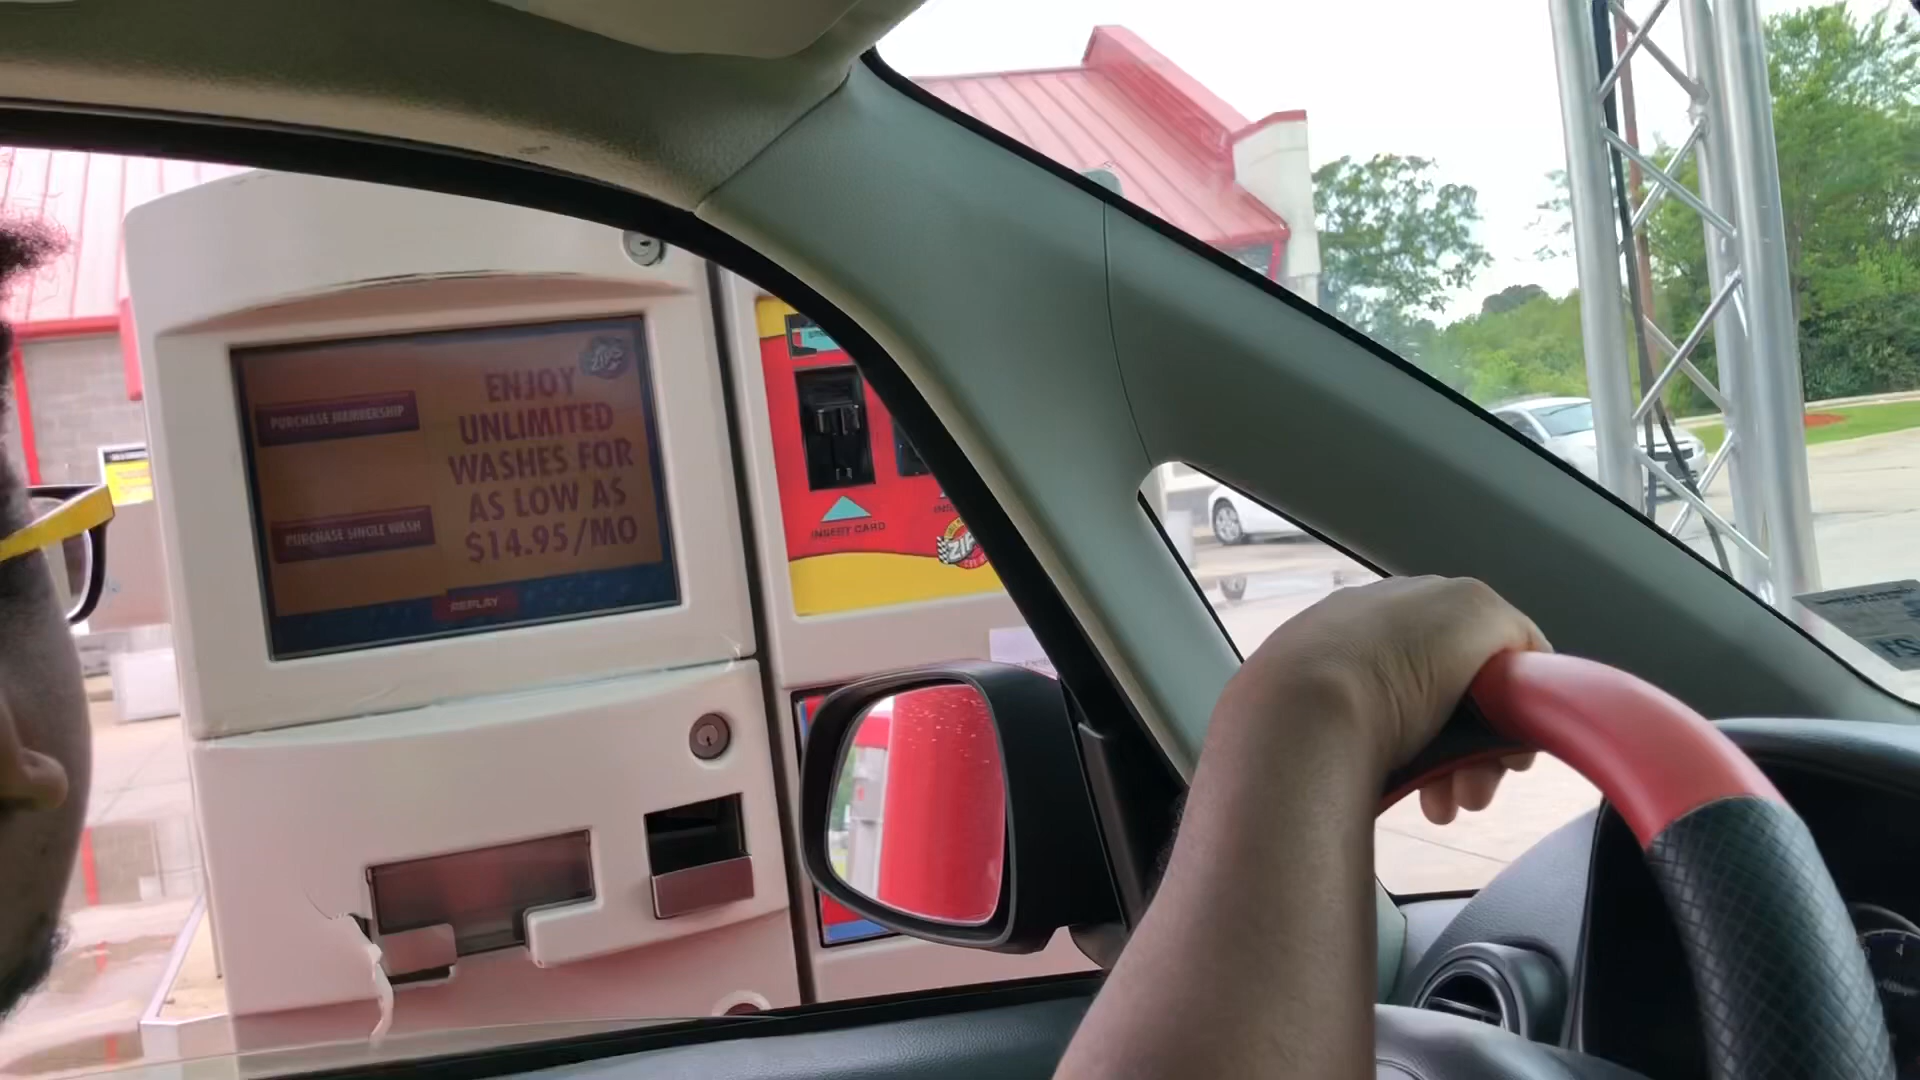 PURCHASE MEMBERSHIP
PURCHASE SINGLE WASH
ZIPS
ENJOY
UNLIMITED
WASHES FOR
AS LOW AS
$14.95/MO
REPLAY
INSERT CARD
ZIPS